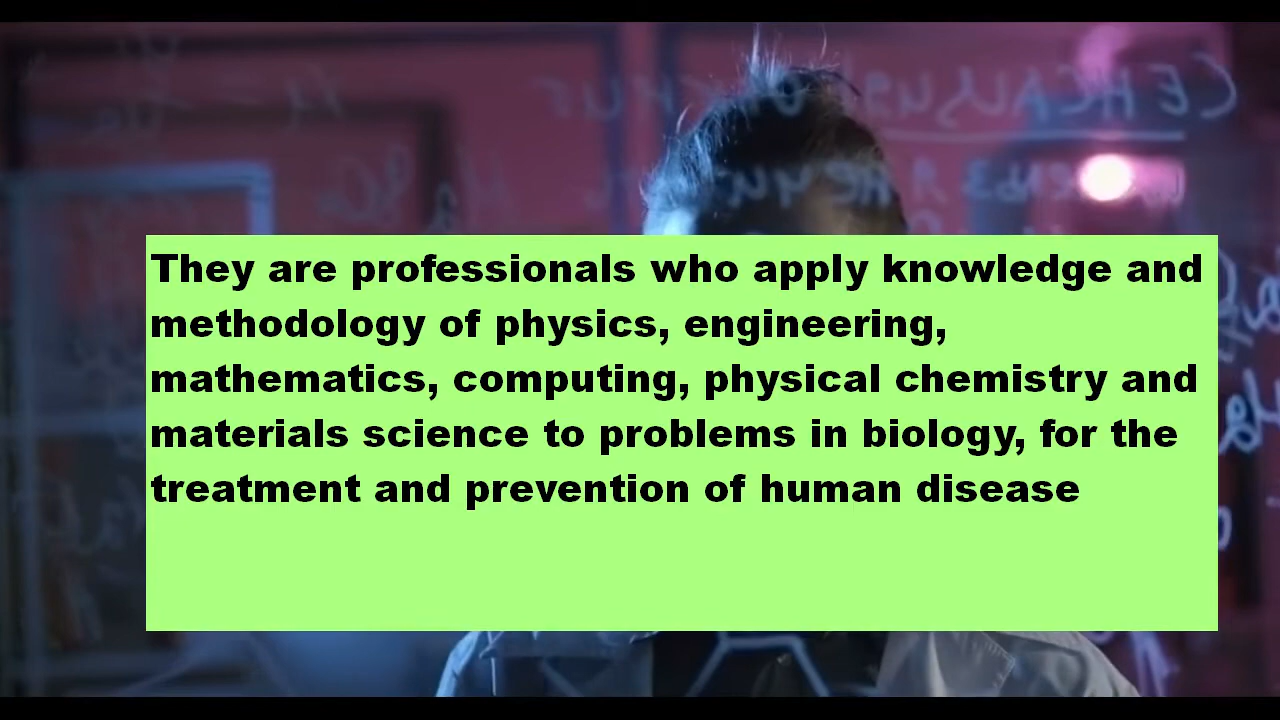 They are professionals who apply knowledge and
methodology of physics, engineering,
mathematics, computing, physical chemistry and
materials science to problems in biology, for the
treatment and prevention of human disease